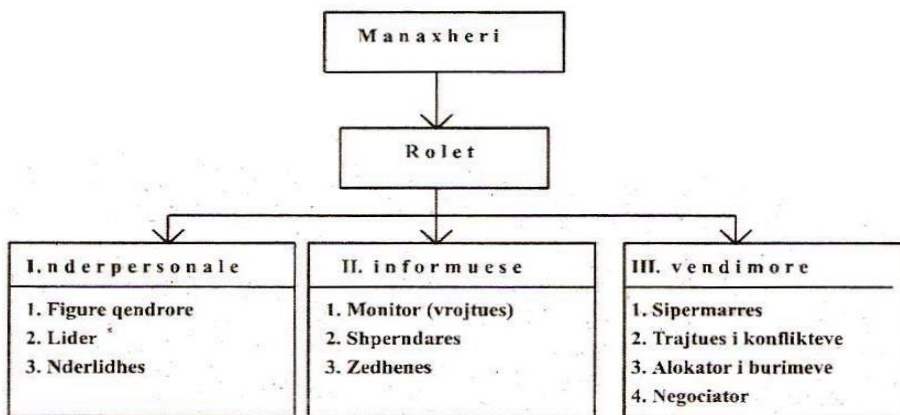 Manaxheri
Rolet
I.nderpersonale
1. Figure qendrore
2. Lider
3. Nderlidhes
II. informuese
1. Monitor (vrojtues)
2. Shperndares
3. Zedhenes
III. vendimore
1. Sipermarres
2. Trajtues i konflikteve
3. Alokator i burimeve
4. Negociator